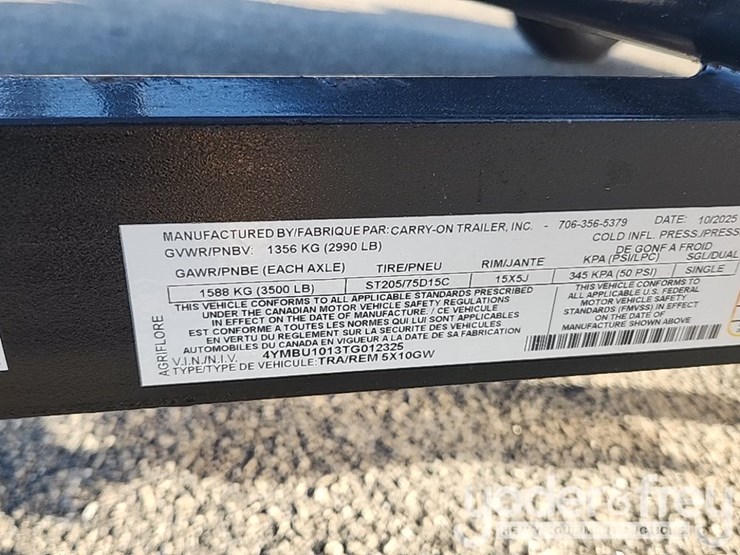 MANUFACTURED BY/FABRIQUE PAR: CARRY-ON TRAILER, INC. - 706-356-5379 DATE: 10/2025
GVWR/PNBV: 1356 KG (2990 LB) COLD INFL. PRESS./PRESS
DE GONF A FROID
GAWR/PNBE (EACH AXLE) TIRE/PNEU RIM/JANTE KPA (PSI/LPC) SGL/DUAL
1588 KG (3500 LB) ST205/75D15C 15X5J 345 KPA (50 PSI) SINGLE
THIS VEHICLE CONFORMS TO ALL APPLICABLE STANDARDS PRESCRIBED
UNDER THE CANADIAN MOTOR VEHICLE SAFETY REGULATIONS
IN EFFECT ON THE DATE OF MANUFACTURE. / CE VEHICULE
EST CONFORME A TOUTES LES NORMES QUI LUI SONT APPLICABLES
EN VERTU DU REGLEMENT SUR LA SECURITE DES VEHICULES
AUTOMOBILES DU CANADA EN VIGUEUR A LA DATE DE SA FABRICATION
THIS VEHICLE CONFORMS TO
ALL APPLICABLE U.S. FEDERAL
MOTOR VEHICLE SAFETY
STANDARDS (FMVSS) IN EFFECT
ON THE DATE OF
MANUFACTURE SHOWN ABOVE.
V.I.N./N.I.V. 4YMBU1013TG012325
TYPE/TYPE DE VEHICULE: TRA/REM 5X10GW
AGRIFLORE
yoder&frey